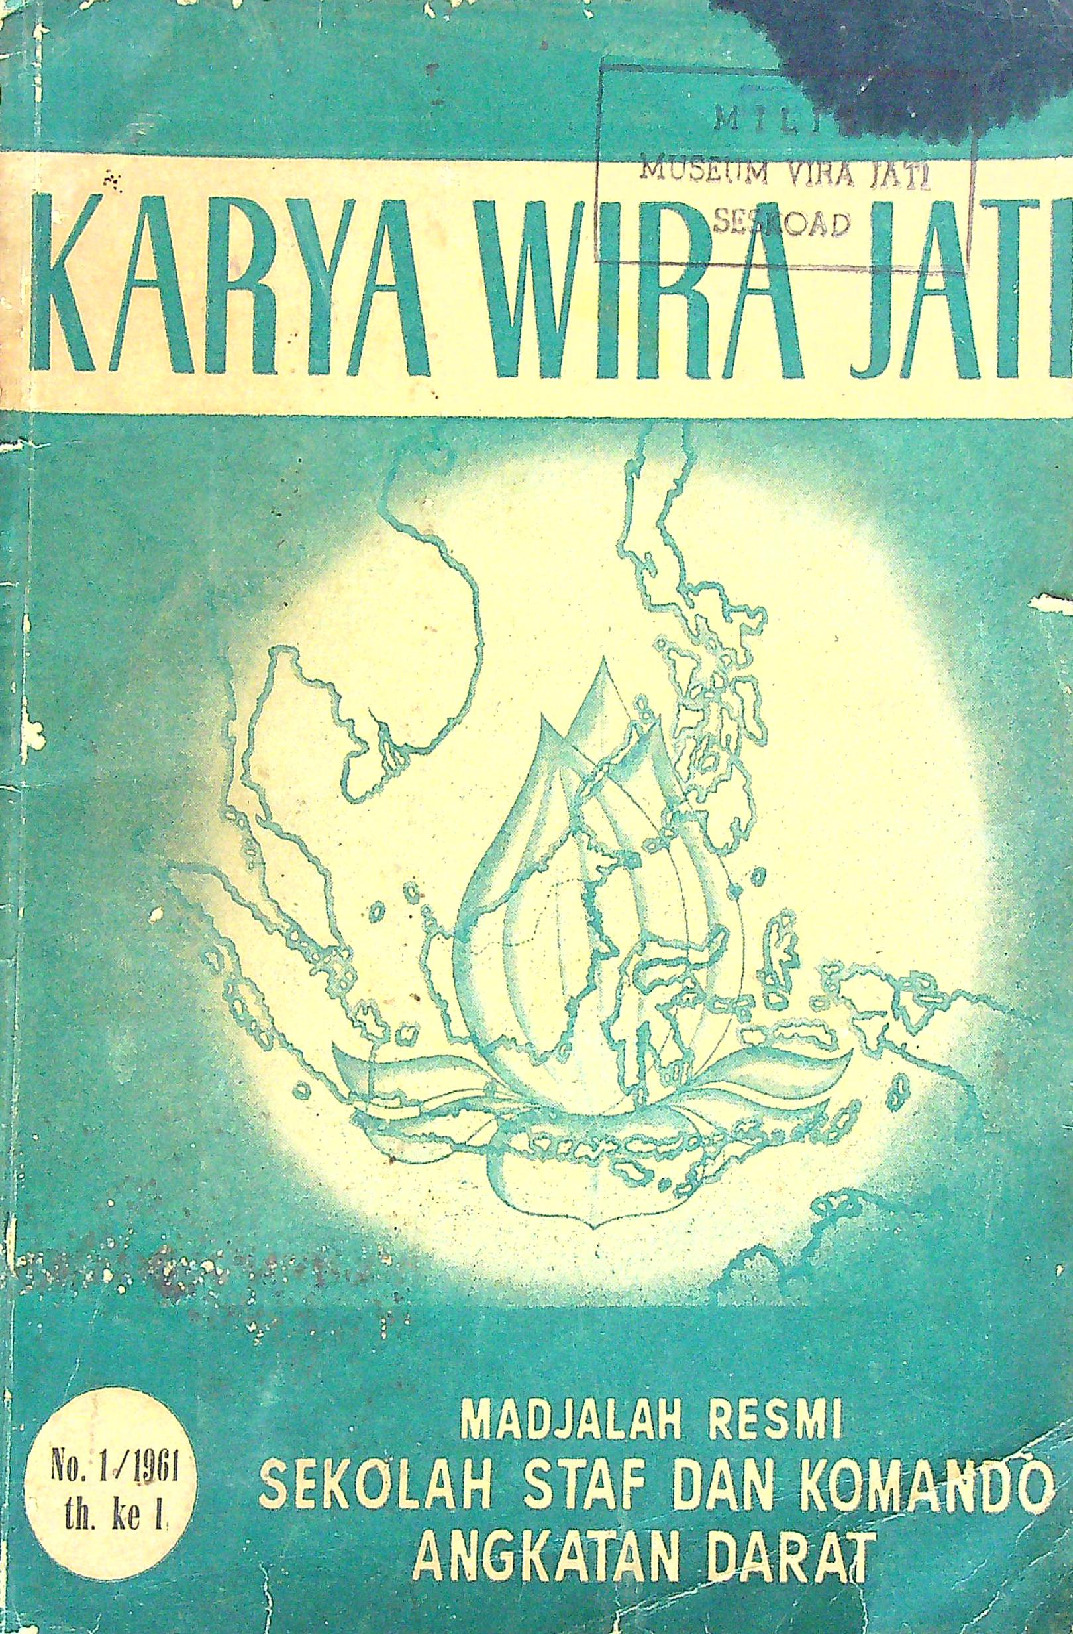 MUSEUM VIRA JATI
SESKOAD
KARYA WIRA JATI
No. 1/1961
th. ke I
MADJALAH RESMI
SEKOLAH STAF DAN KOMANDO
ANGKATAN DARAT